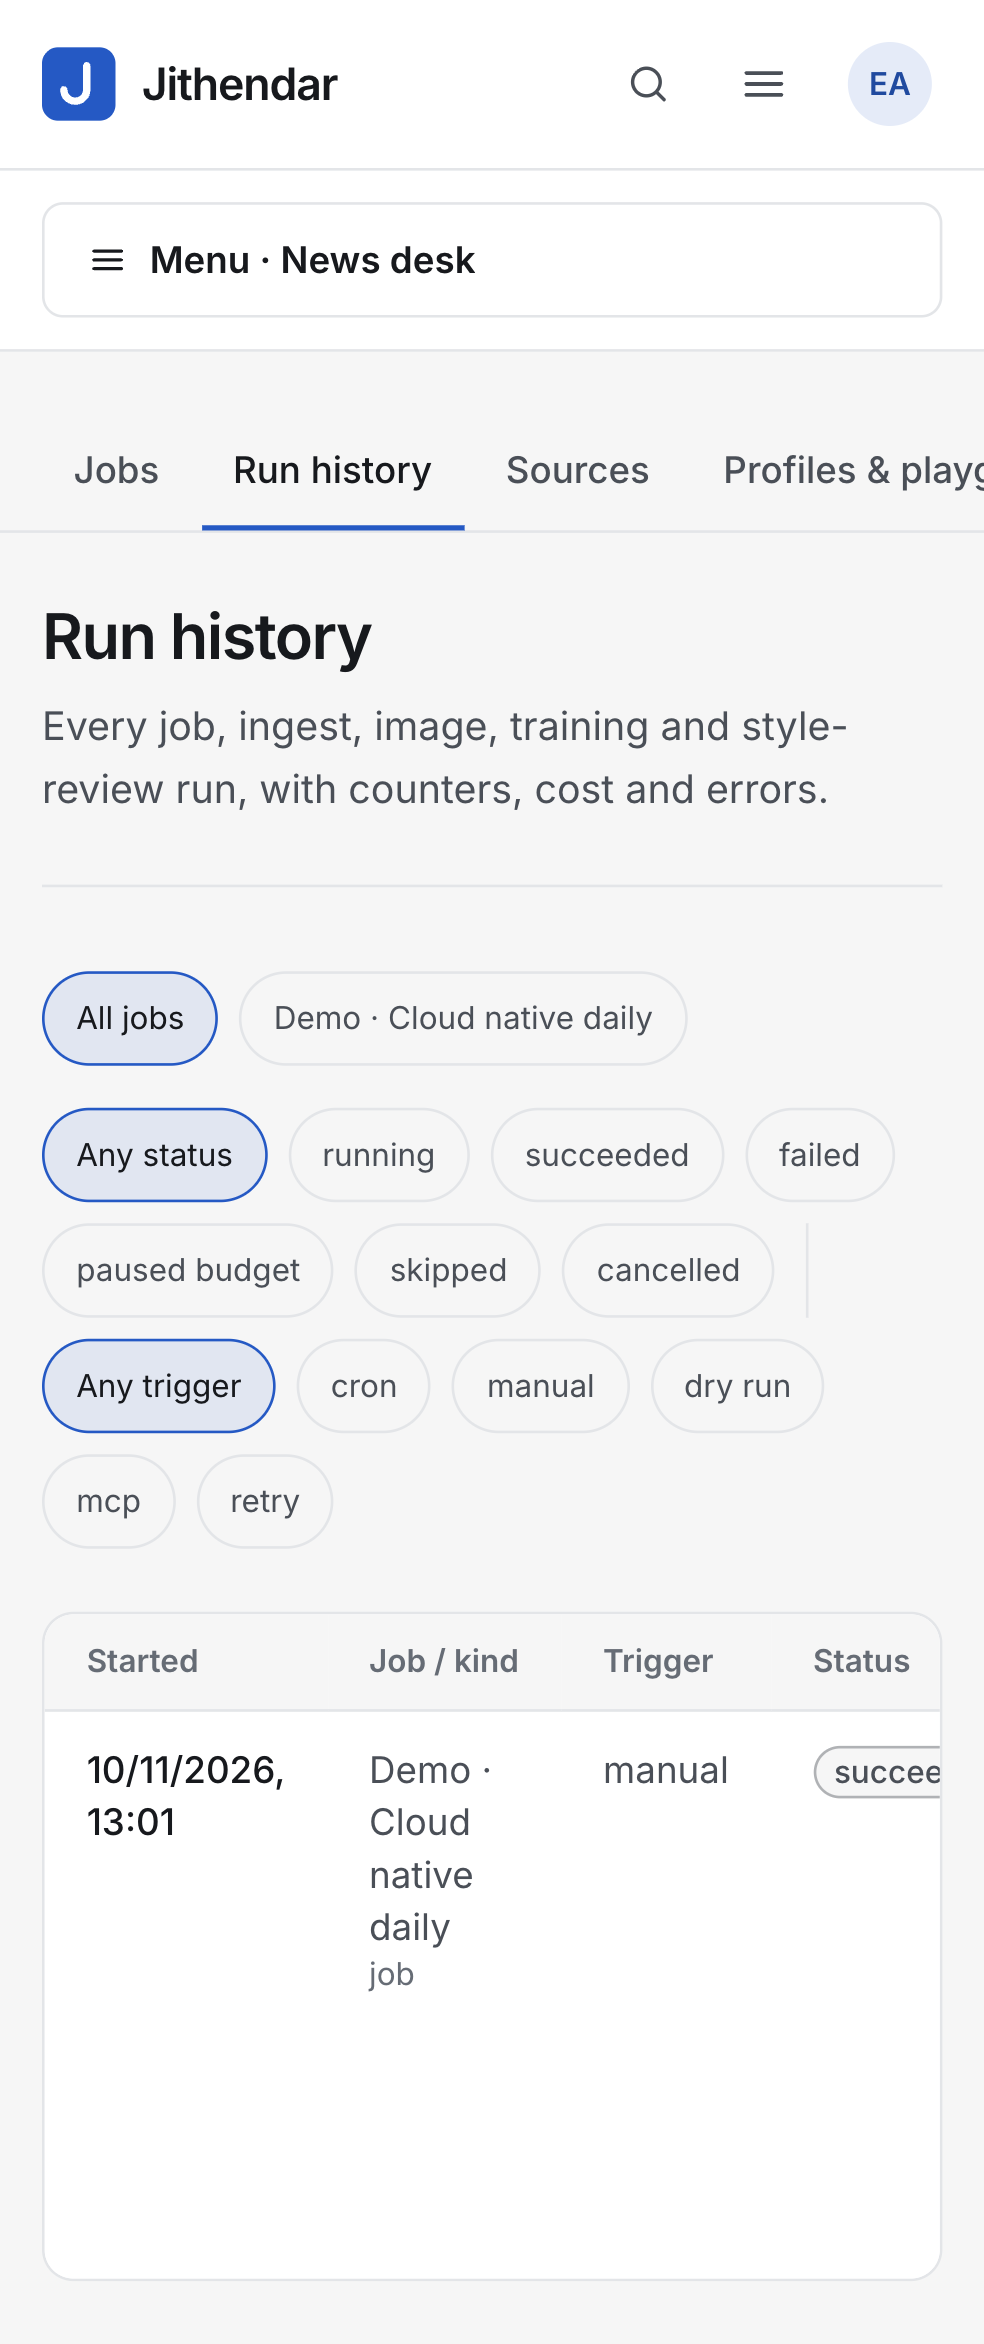 J Jithendar EA
Menu · News desk
Jobs Run history Sources Profiles &
Run history
Every job, ingest, image, training and style-
review run, with counters, cost and errors.
All jobs Demo · Cloud native daily
Any status running succeeded failed
paused budget skipped cancelled
Any trigger cron manual dry run
mcp retry
Started Job / kind Trigger Status
10/11/2026, Demo · manual
13:01 Cloud
native
daily
job